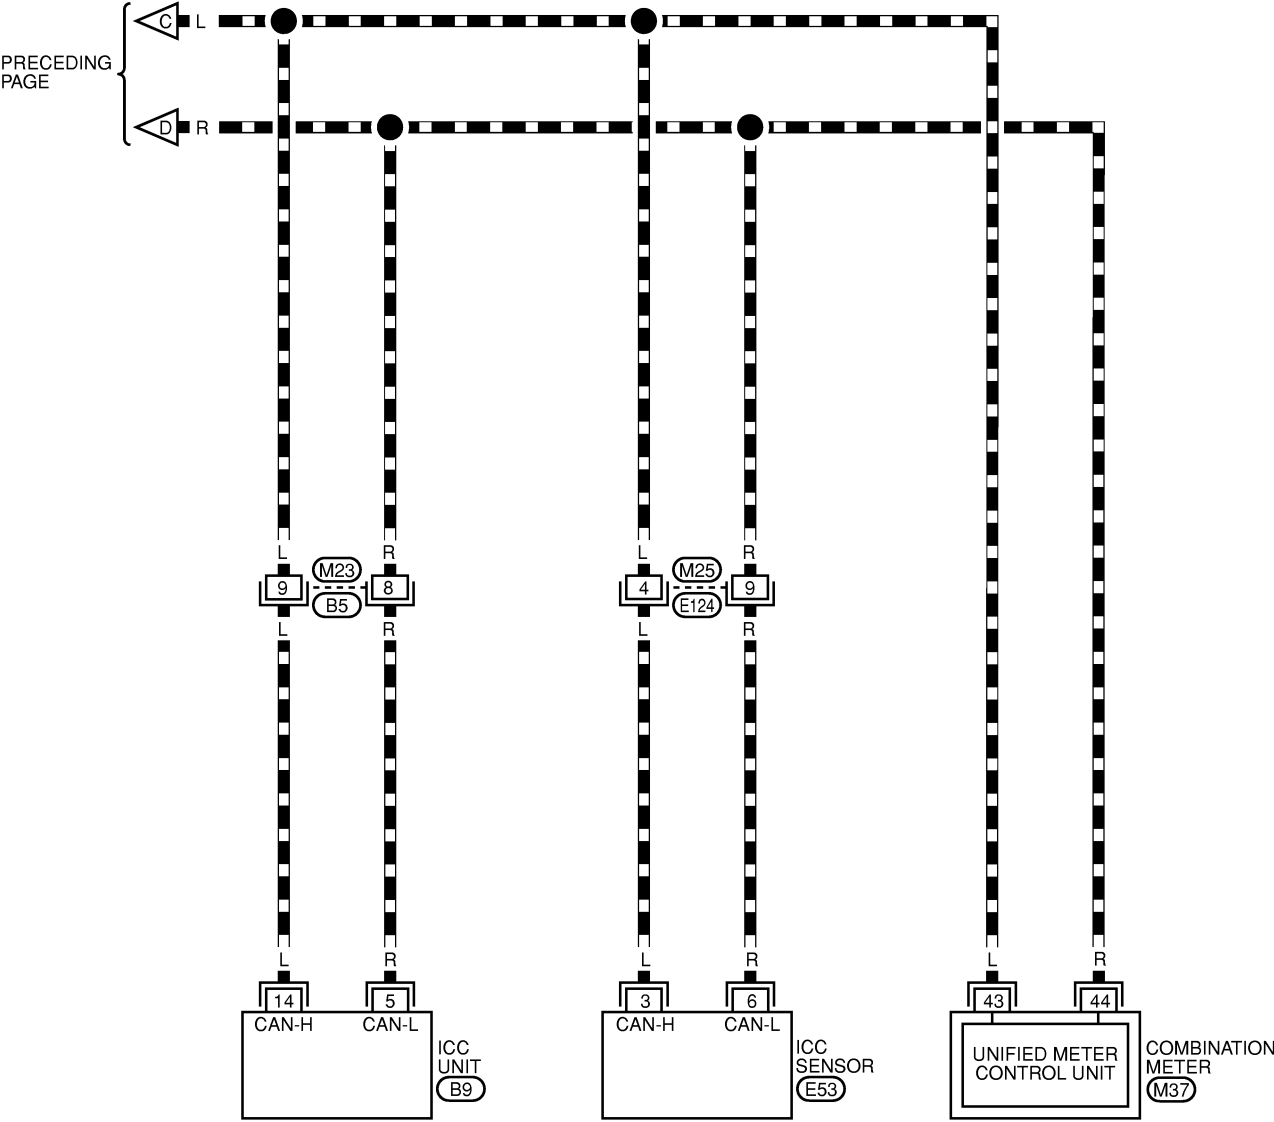 C L
PRECEDING
PAGE
D R
L R L R
9 M23 8 4 M25 9
B5 E124
L R L R
L R L R L R
14 5 3 6 43 44
CAN-H CAN-L CAN-H CAN-L
ICC
UNIT
B9
ICC
SENSOR
E53
UNIFIED METER
CONTROL UNIT
COMBINATION
METER
M37